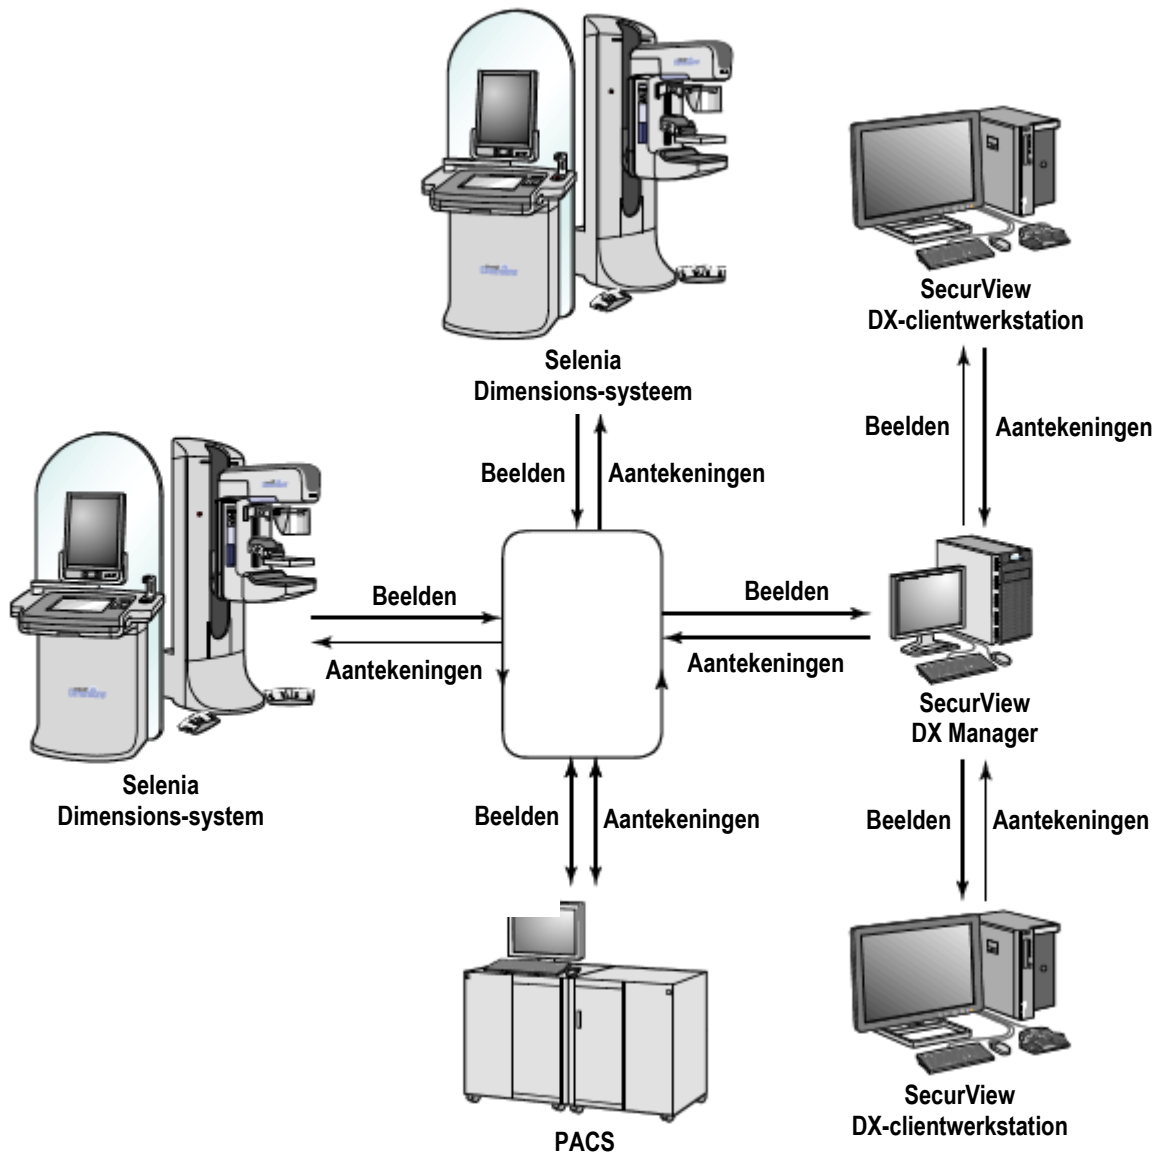 SecurView
DX-clientwerkstation
Selenia
Dimensions-systeem
Beelden
Aantekeningen
Beelden
Aantekeningen
Beelden
Aantekeningen
Beelden
Aantekeningen
SecurView
DX Manager
Selenia
Dimensions-system
Beelden
Aantekeningen
Beelden
Aantekeningen
SecurView
DX-clientwerkstation
PACS